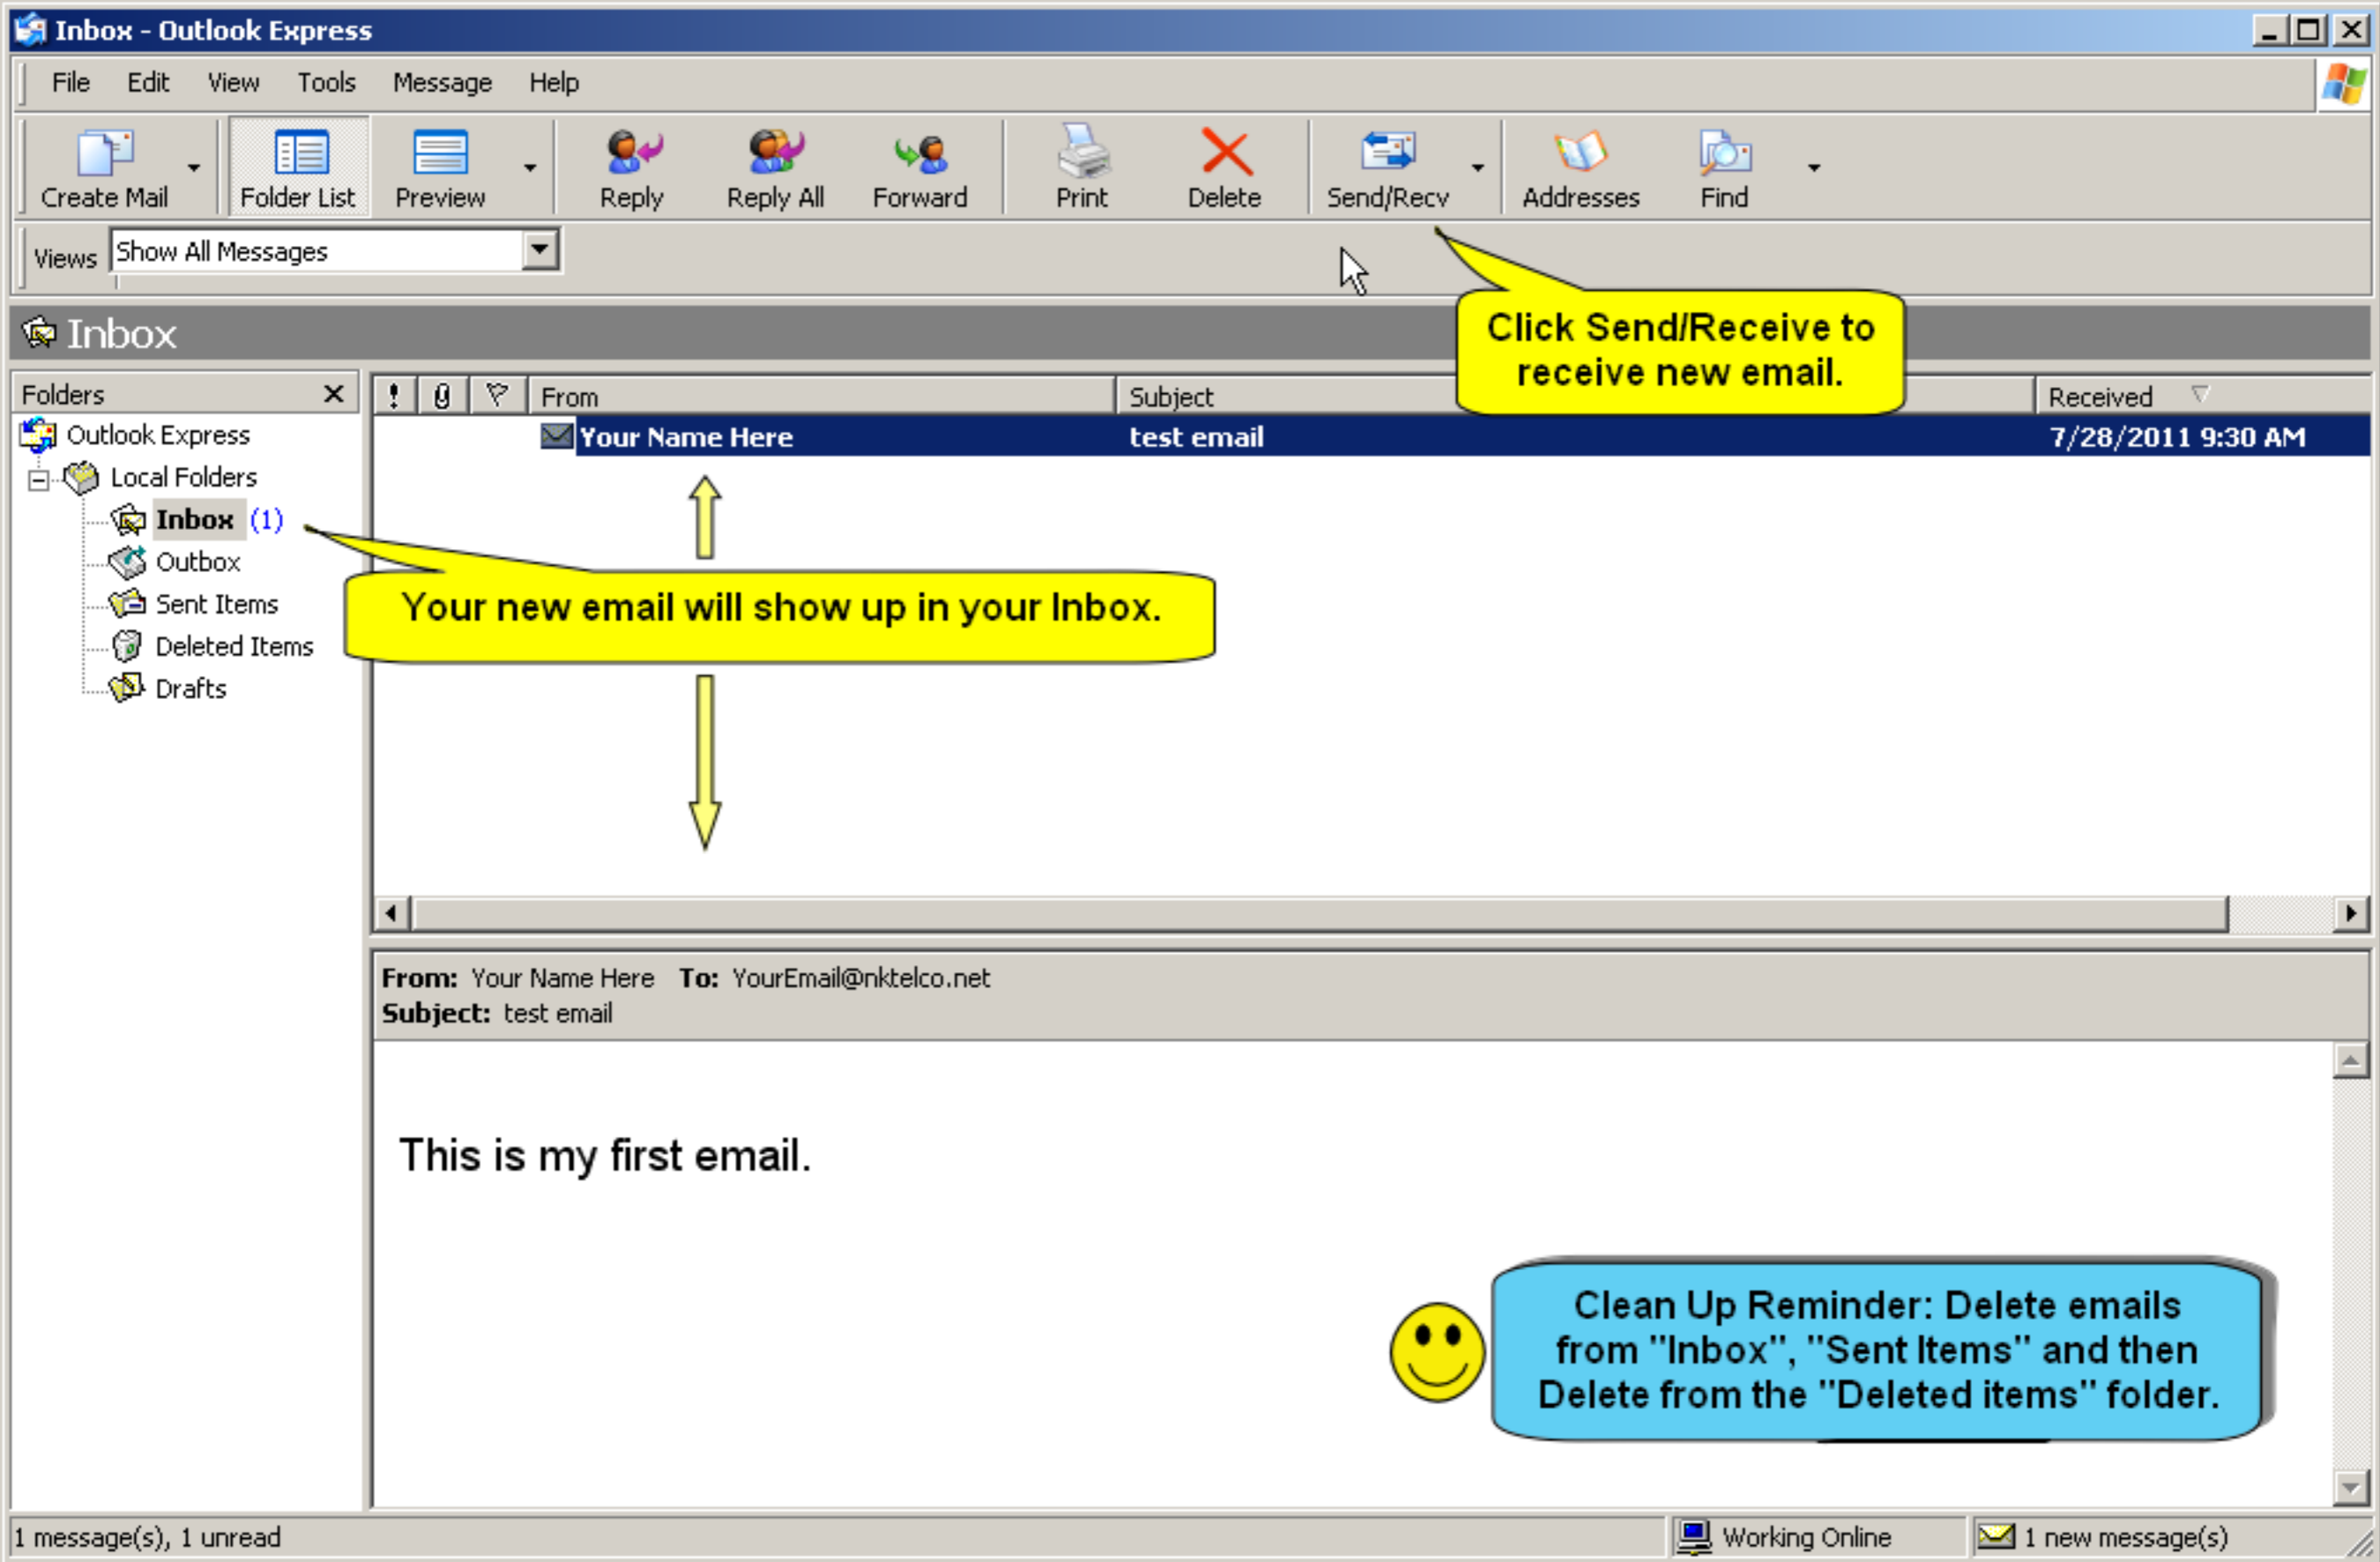 Inbox - Outlook Express
File Edit View Tools Message Help
Create Mail Folder List Preview Reply Reply All Forward Print Delete Send/Recv Addresses Find
Views Show All Messages
Inbox
Click Send/Receive to
receive new email.
Folders
! From Subject Received
Outlook Express
Your Name Here test email 7/28/2011 9:30 AM
Local Folders
Inbox (1)
Outbox
Sent Items
Deleted Items
Drafts
Your new email will show up in your Inbox.
From: Your Name Here To: YourEmail@nktelco.net
Subject: test email
This is my first email.
Clean Up Reminder: Delete emails
from "Inbox", "Sent Items" and then
Delete from the "Deleted items" folder.
1 message(s), 1 unread
Working Online
1 new message(s)